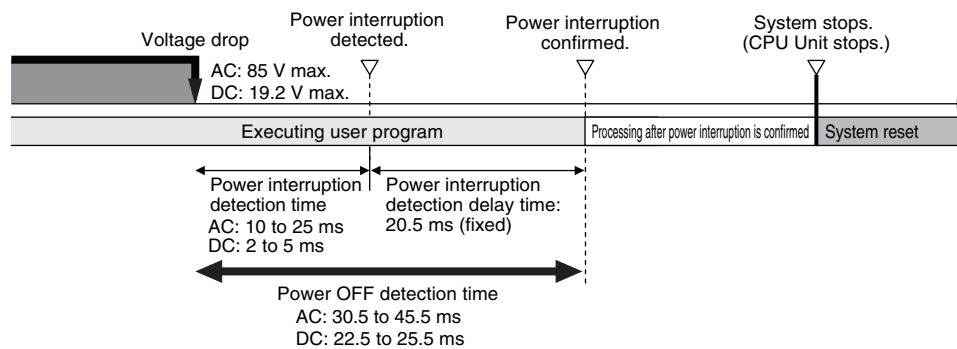 Voltage drop
Power interruption
detected.
Power interruption
confirmed.
System stops.
(CPU Unit stops.)
AC: 85 V max.
DC: 19.2 V max.
Executing user program
Processing after power interruption is confirmed
System reset
Power interruption
detection time
AC: 10 to 25 ms
DC: 2 to 5 ms
Power interruption
detection delay time:
20.5 ms (fixed)
Power OFF detection time
AC: 30.5 to 45.5 ms
DC: 22.5 to 25.5 ms